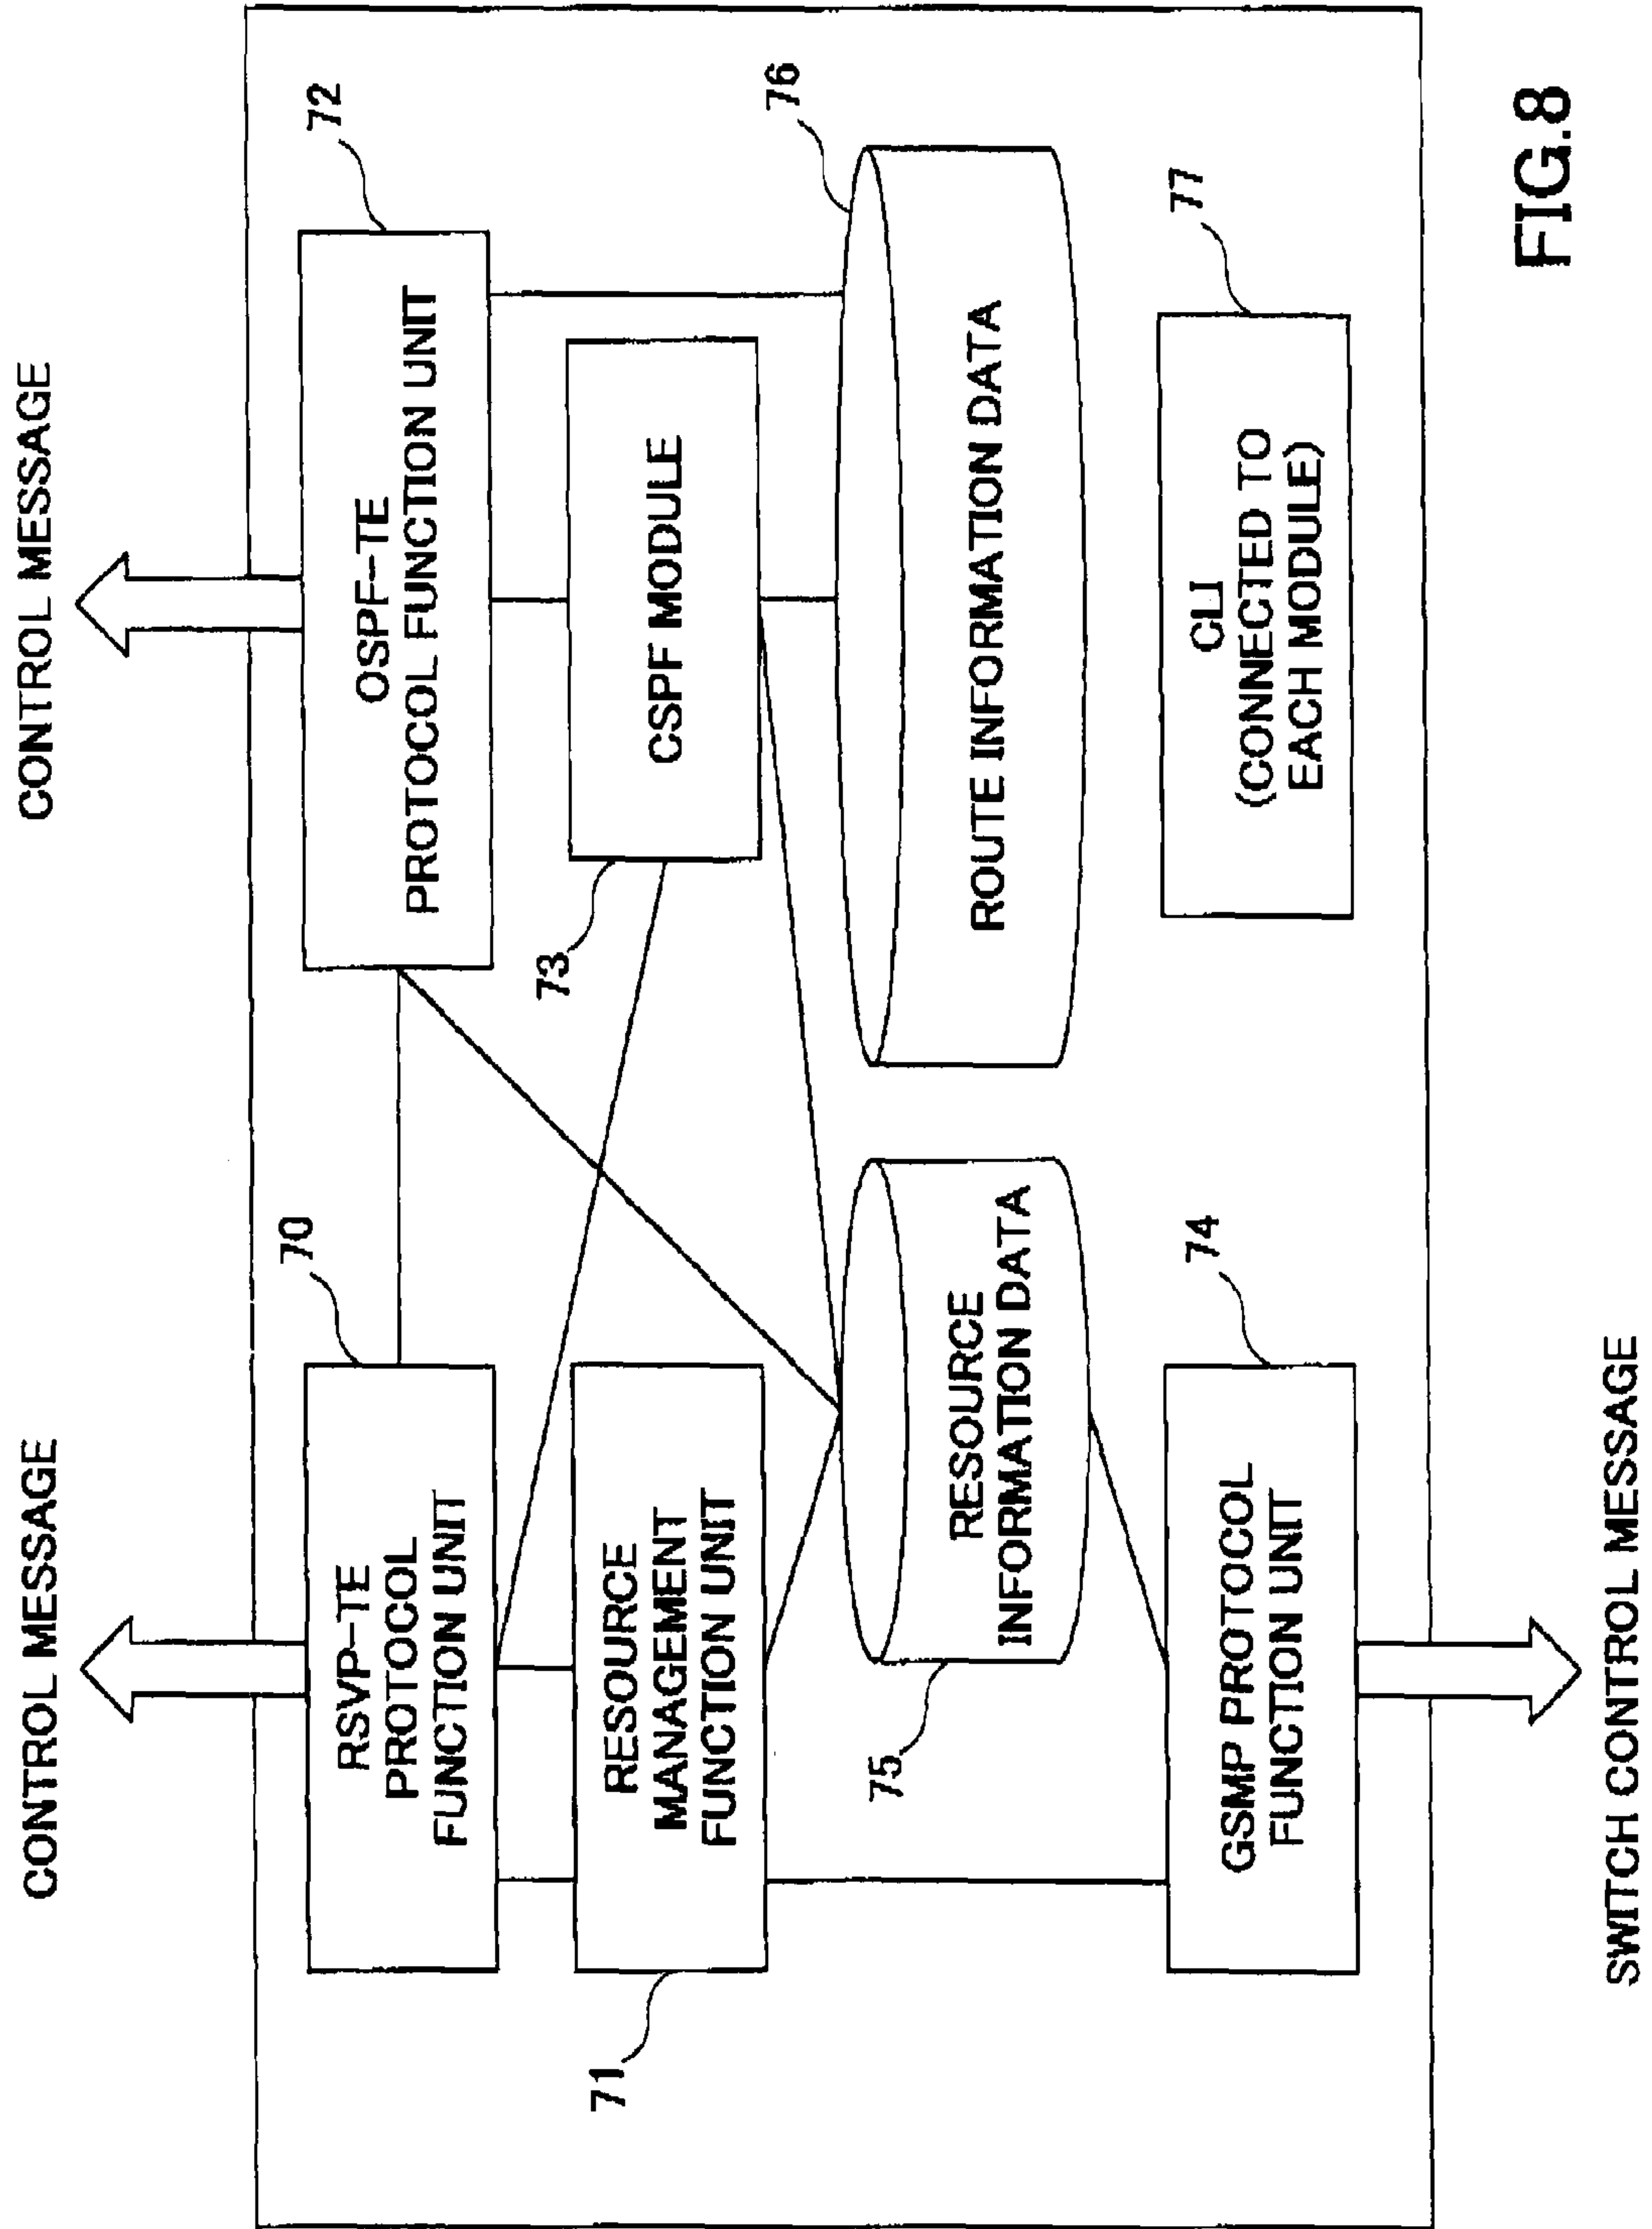 CONTROL MESSAGE
CONTROL MESSAGE
70
RSVP-TE
PROTOCOL
FUNCTION UNIT
72
OSPF-TE
PROTOCOL FUNCTION UNIT
71
RESOURCE
MANAGEMENT
FUNCTION UNIT
73
CSPF MODULE
75
RESOURCE
INFORMATION DATA
76
ROUTE INFORMATION DATA
74
GSMP PROTOCOL
FUNCTION UNIT
77
CLI
(CONNECTED TO
EACH MODULE)
SWITCH CONTROL MESSAGE
FIG.8